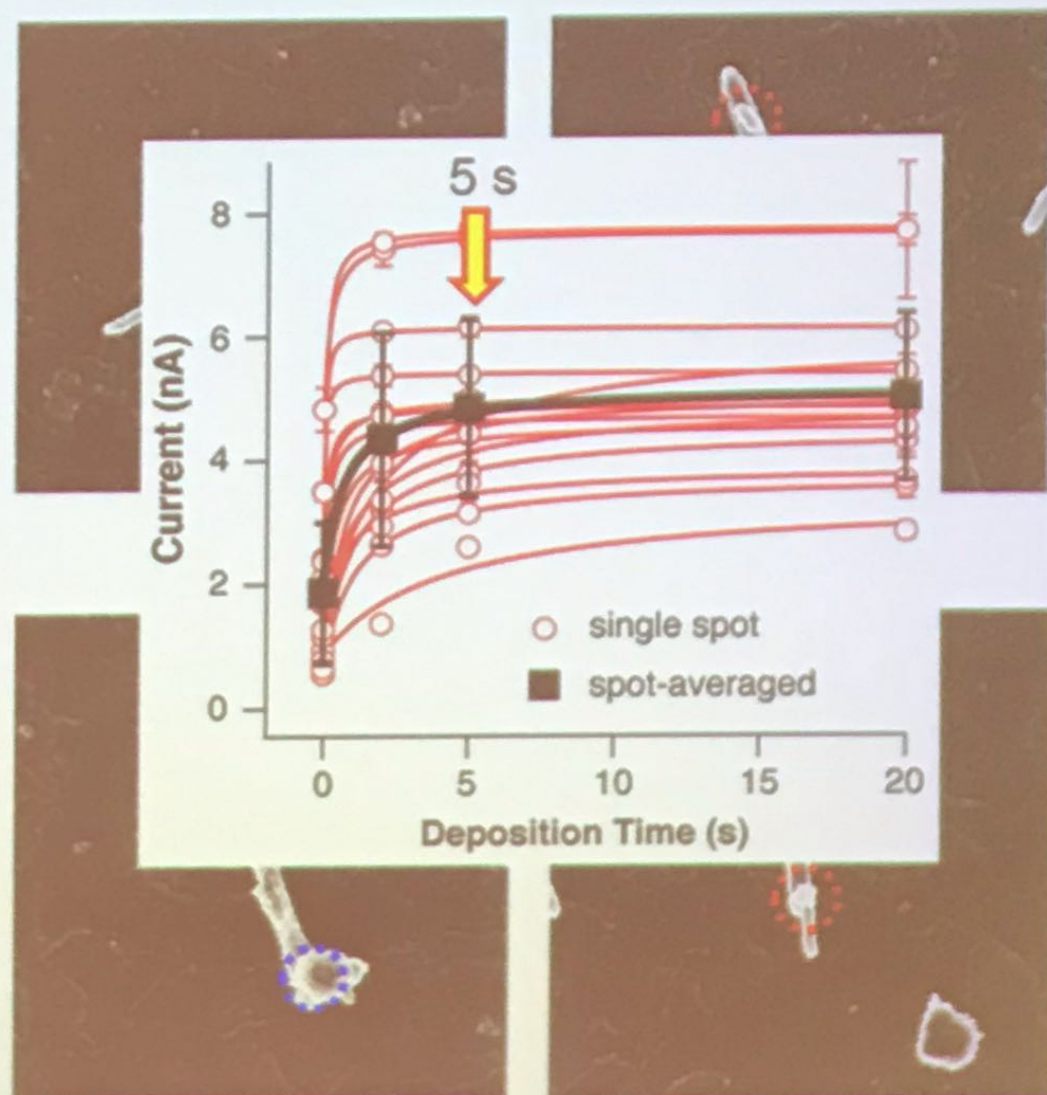 5 s
8
6
4
2
0
Current (nA)
single spot
spot-averaged
0 5 10 15 20
Deposition Time (s)